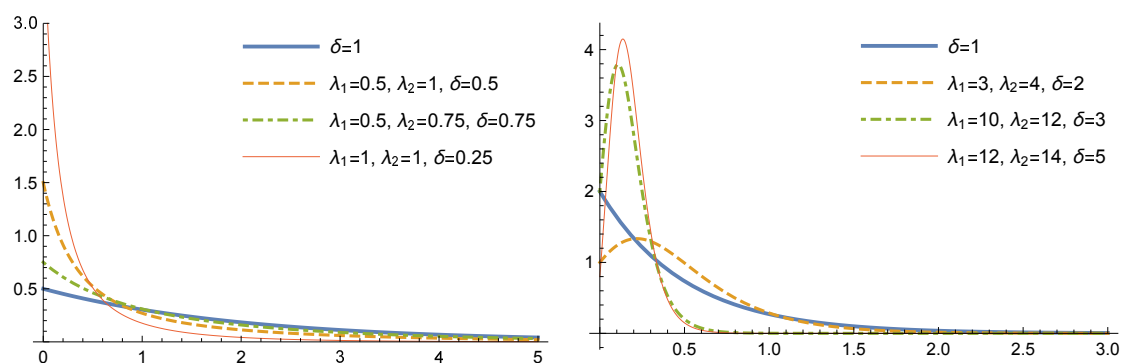 3.0
2.5
2.0
1.5
1.0
0.5
0
1
2
3
4
5
δ=1
λ₁=0.5, λ₂=1, δ=0.5
λ₁=0.5, λ₂=0.75, δ=0.75
λ₁=1, λ₂=1, δ=0.25
4
3
2
1
0.5
1.0
1.5
2.0
2.5
3.0
δ=1
λ₁=3, λ₂=4, δ=2
λ₁=10, λ₂=12, δ=3
λ₁=12, λ₂=14, δ=5